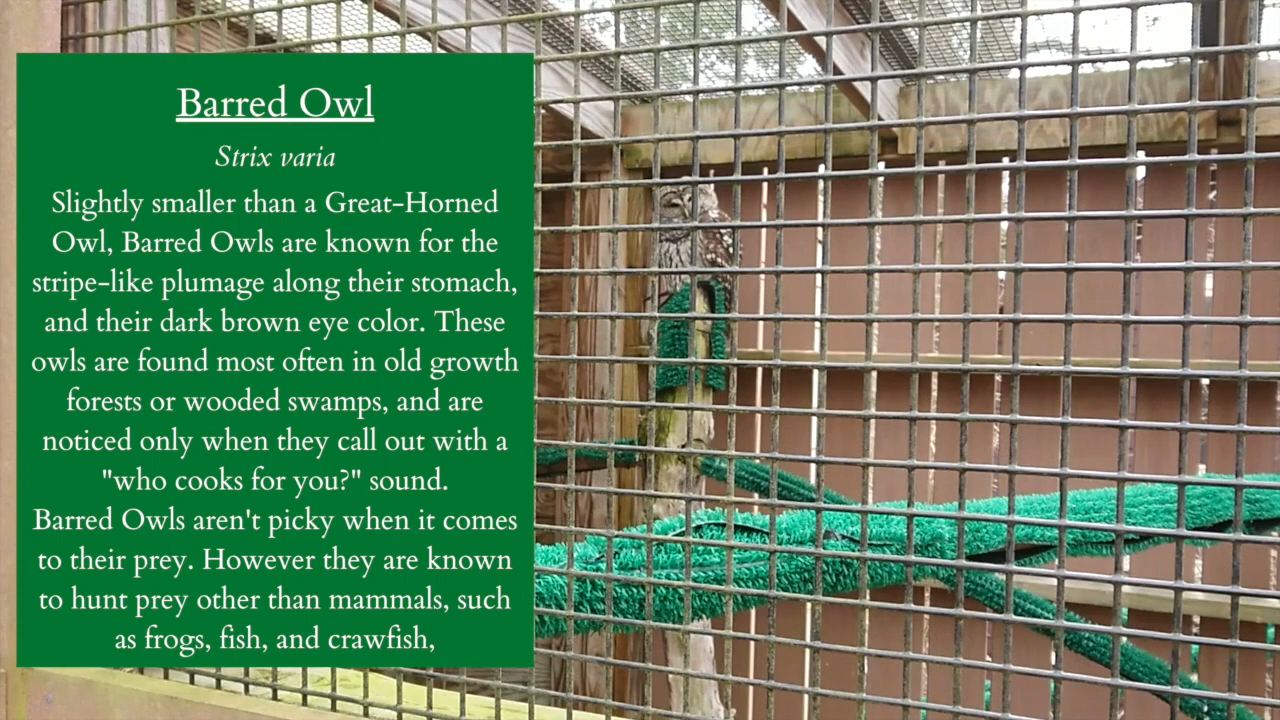 Barred Owl
Strix varia
Slightly smaller than a Great-Horned
Owl, Barred Owls are known for the
stripe-like plumage along their stomach,
and their dark brown eye color. These
owls are found most often in old growth
forests or wooded swamps, and are
noticed only when they call out with a
"who cooks for you?" sound.
Barred Owls aren't picky when it comes
to their prey. However they are known
to hunt prey other than mammals, such
as frogs, fish, and crawfish,